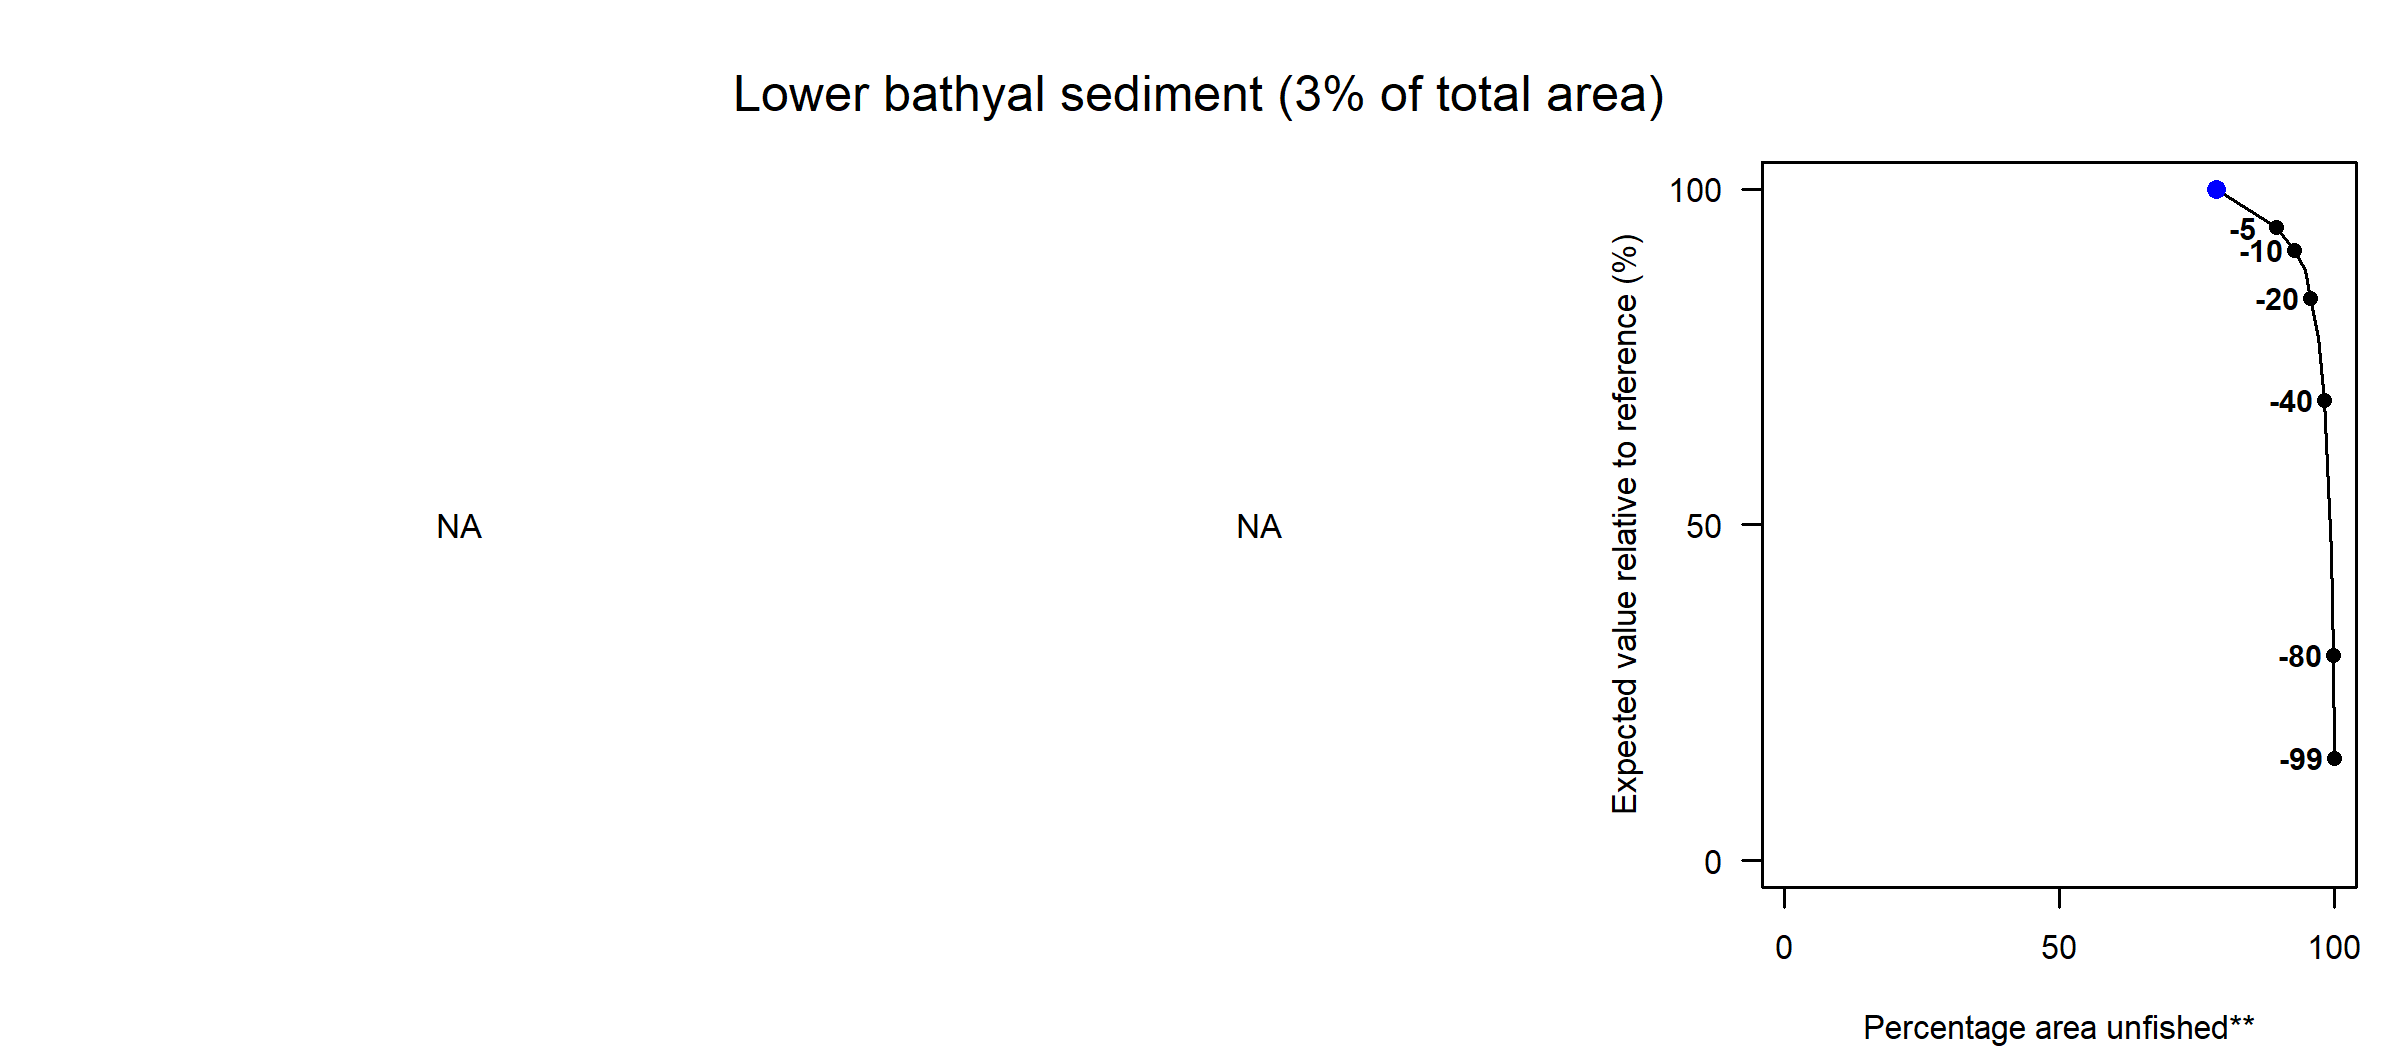 Lower bathyal sediment (3% of total area)
NA
NA
Expected value relative to reference (%)
100
50
0
-5
-10
-20
-40
-80
-99
0 50 100
Percentage area unfished**